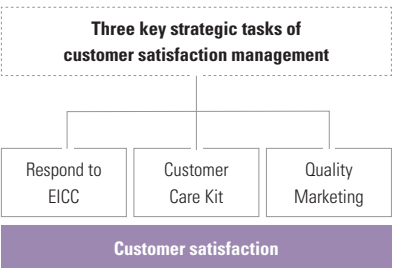 Three key strategic tasks of
customer satisfaction management
Respond to
EICC
Customer
Care Kit
Quality
Marketing
Customer satisfaction